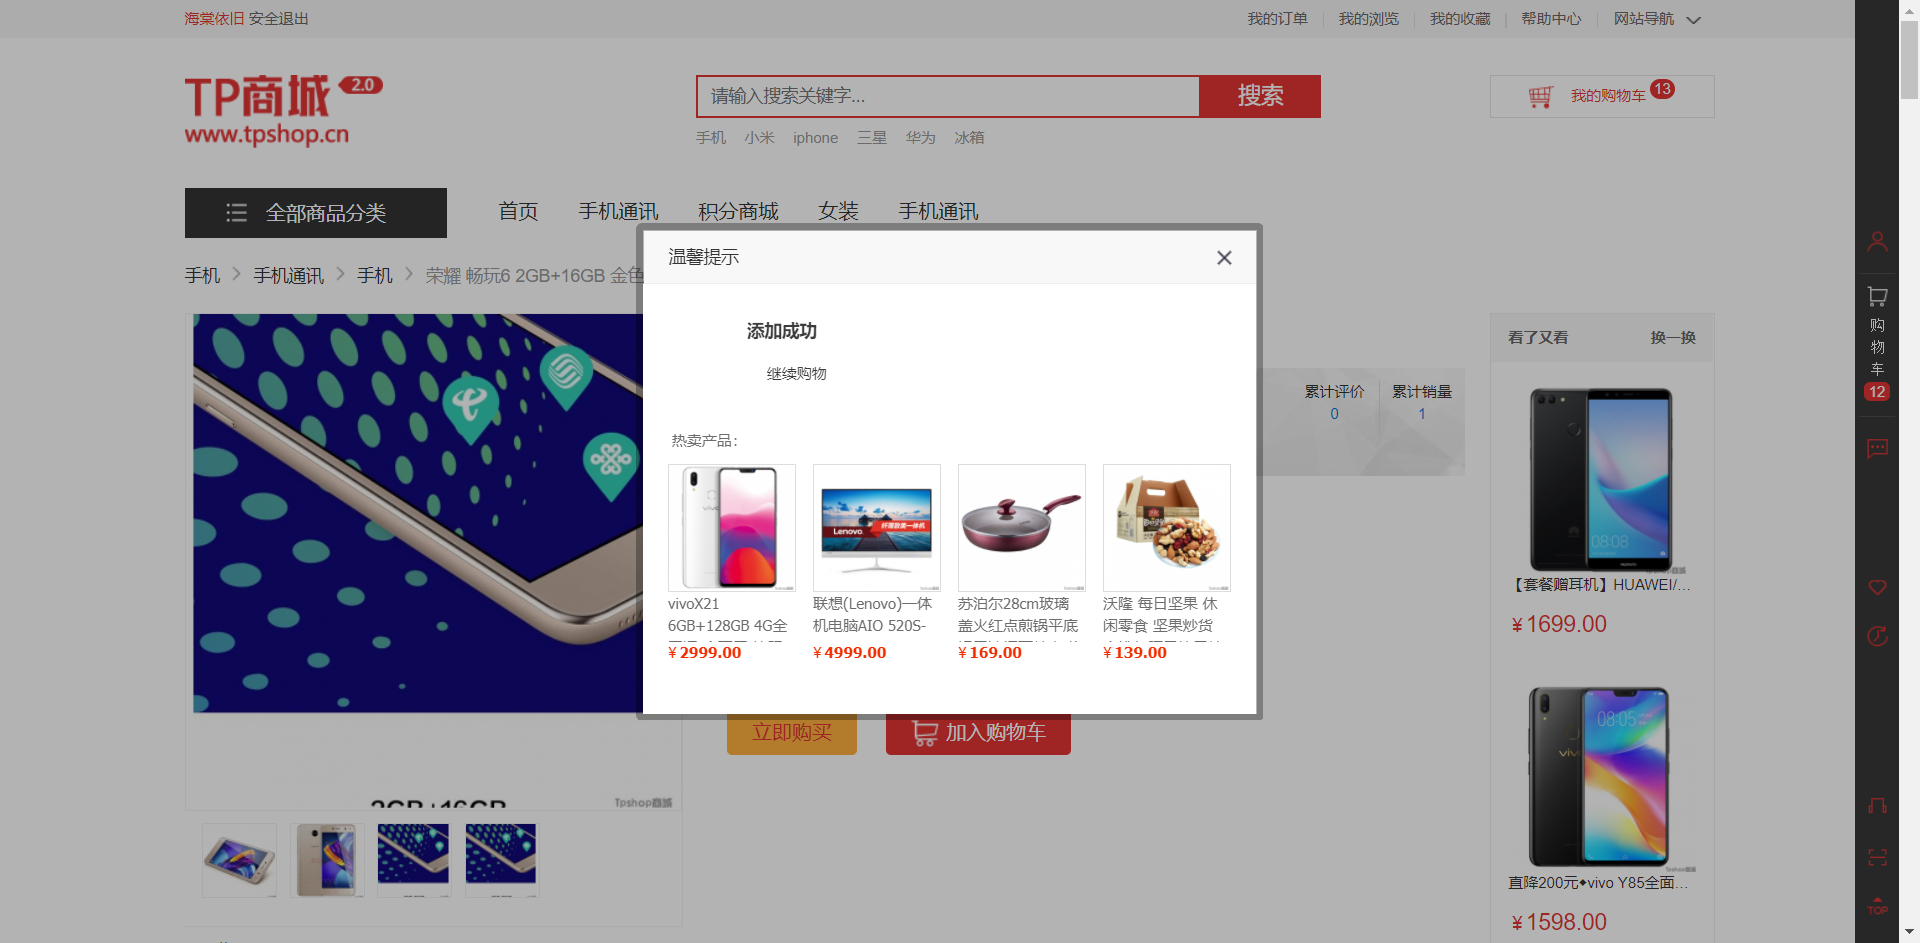 海棠依旧 安全退出
我的订单 我的浏览 我的收藏 帮助中心 网站导航
TP商城 2.0
www.tpshop.cn
请输入搜索关键字...
搜索
我的购物车 13
手机 小米 iphone 三星 华为 冰箱
全部商品分类
首页 手机通讯 积分商城 女装 手机通讯
手机 > 手机通讯 > 手机 > 荣耀 畅玩6 2GB+16GB 金色
温馨提示
添加成功
继续购物
热卖产品：
vivoX21
6GB+128GB 4G全
¥2999.00
联想(Lenovo)一体
机电脑AIO 520S-
¥4999.00
苏泊尔28cm玻璃
盖火红点煎锅平底
¥169.00
沃隆 每日坚果 休
闲零食 坚果炒货
¥139.00
累计评价
0
累计销量
1
立即购买
加入购物车
2GB+16GB
Tpshop商城
看了又看 换一换
【套餐赠耳机】HUAWEI/...
¥1699.00
直降200元◆vivo Y85全面...
¥1598.00
购
物
车
12
TOP